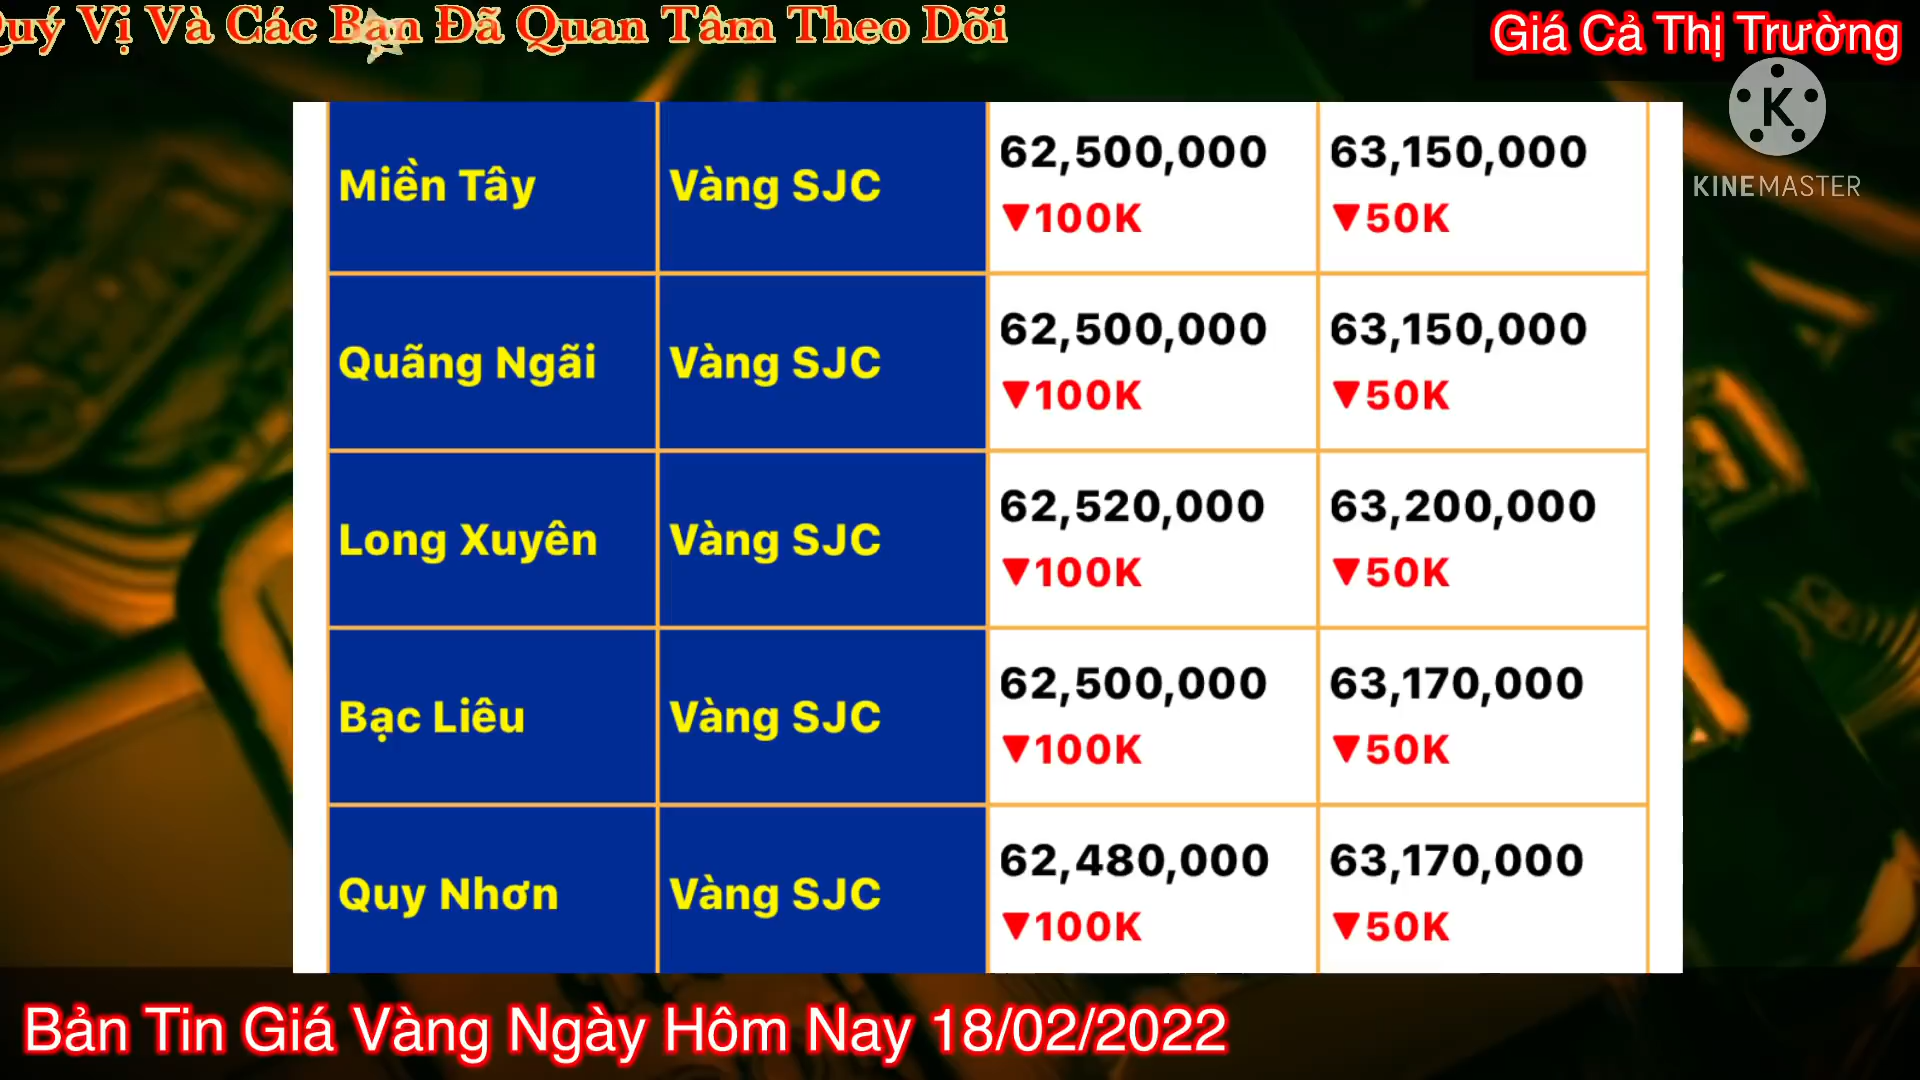 Quý Vị Và Các Bạn Đã Quan Tâm Theo Dõi
Giá Cả Thị Trường
KINEMASTER
Miền Tây Vàng SJC 62,500,000 63,150,000
▼100K ▼50K
Quãng Ngãi Vàng SJC 62,500,000 63,150,000
▼100K ▼50K
Long Xuyên Vàng SJC 62,520,000 63,200,000
▼100K ▼50K
Bạc Liêu Vàng SJC 62,500,000 63,170,000
▼100K ▼50K
Quy Nhơn Vàng SJC 62,480,000 63,170,000
▼100K ▼50K
Bản Tin Giá Vàng Ngày Hôm Nay 18/02/2022